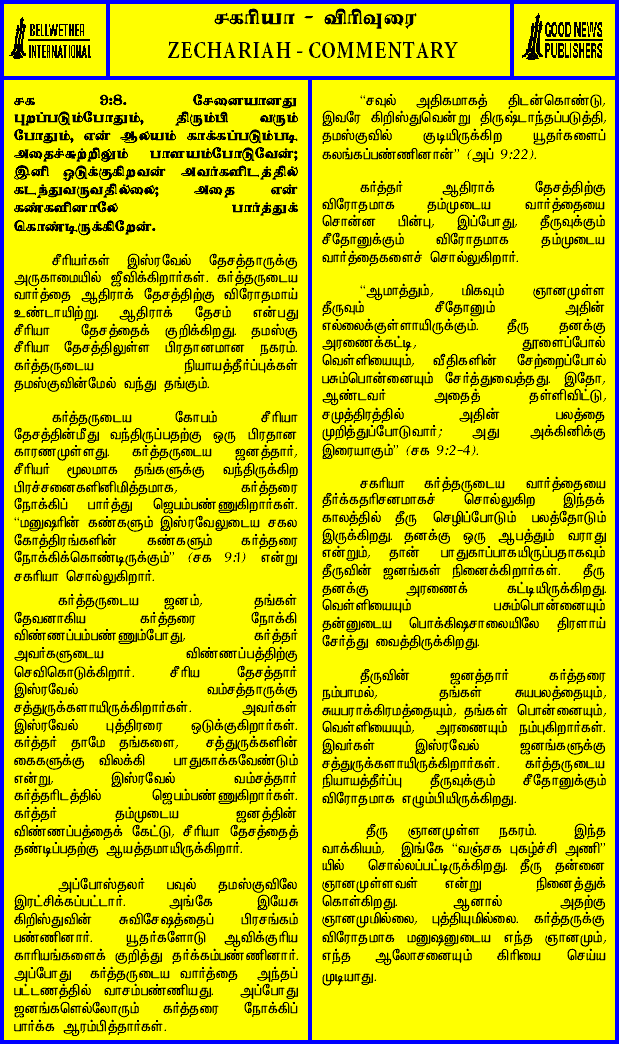 BELLWETHER
INTERNATIONAL
சகரியா - விரிவுரை
ZECHARIAH - COMMENTARY
GOOD NEWS
PUBLISHERS
சக 9:8. சேனையானது
புறப்படும்போதும், திரும்பி வரும்
போதும், என் ஆலயம் காக்கப்படும்படி
அதைச்சுற்றிலும் பாளயம்போடுவேன்;
இனி ஒடுக்குகிறவன் அவர்களிடத்தில்
கடந்துவருவதில்லை; அதை என்
கண்களினாலே பார்த்துக்
கொண்டிருக்கிறேன்.
சீரியர்கள் இஸ்ரவேல் தேசத்தாருக்கு
அருகாமையில் ஜீவிக்கிறார்கள். கர்த்தருடைய
வார்த்தை ஆதிராக் தேசத்திற்கு விரோதமாய்
உண்டாயிற்று. ஆதிராக் தேசம் என்பது
சீரியா தேசத்தைக் குறிக்கிறது. தமஸ்கு
சீரியா தேசத்திலுள்ள பிரதானமான நகரம்.
கர்த்தருடைய நியாயத்தீர்ப்புக்கள்
தமஸ்குவின்மேல் வந்து தங்கும்.
கர்த்தருடைய கோபம் சீரியா
தேசத்தின்மீது வந்திருப்பதற்கு ஒரு பிரதான
காரணமுள்ளது. கர்த்தருடைய ஜனத்தார்,
சீரியர் மூலமாக தங்களுக்கு வந்திருக்கிற
பிரச்சனைகளினிமித்தமாக, கர்த்தரை
நோக்கிப் பார்த்து ஜெபம்பண்ணுகிறார்கள்.
“மனுஷரின் கண்களும் இஸ்ரவேலுடைய சகல
கோத்திரங்களின் கண்களும் கர்த்தரை
நோக்கிக்கொண்டிருக்கும்” (சக 9:1) என்று
சகரியா சொல்லுகிறார்.
கர்த்தருடைய ஜனம், தங்கள்
தேவனாகிய கர்த்தரை நோக்கி
விண்ணப்பம்பண்ணும்போது, கர்த்தர்
அவர்களுடைய விண்ணப்பத்திற்கு
செவிகொடுக்கிறார். சீரிய தேசத்தார்
இஸ்ரவேல் வம்சத்தாருக்கு
சத்துருக்களாயிருக்கிறார்கள். அவர்கள்
இஸ்ரவேல் புத்திரரை ஒடுக்குகிறார்கள்.
கர்த்தர் தாமே தங்களை, சத்துருக்களின்
கைகளுக்கு விலக்கி பாதுகாக்கவேண்டும்
என்று, இஸ்ரவேல் வம்சத்தார்
கர்த்தரிடத்தில் ஜெபம்பண்ணுகிறார்கள்.
கர்த்தர் தம்முடைய ஜனத்தின்
விண்ணப்பத்தைக் கேட்டு, சீரியா தேசத்தைத்
தண்டிப்பதற்கு ஆயத்தமாயிருக்கிறார்.
அப்போஸ்தலர் பவுல் தமஸ்குவிலே
இரட்சிக்கப்பட்டார். அங்கே இயேசு
கிறிஸ்துவின் சுவிசேஷத்தைப் பிரசங்கம்
பண்ணினார். யூதர்களோடு ஆவிக்குரிய
காரியங்களைக் குறித்து தர்க்கம்பண்ணினார்.
அப்போது கர்த்தருடைய வார்த்தை அந்தப்
பட்டணத்தில் வாசம்பண்ணியது. அப்போது
ஜனங்களெல்லோரும் கர்த்தரை நோக்கிப்
பார்க்க ஆரம்பித்தார்கள்.
“சவுல் அதிகமாகத் திடன்கொண்டு,
இவரே கிறிஸ்துவென்று திருஷ்டாந்தப்படுத்தி,
தமஸ்குவில் குடியிருக்கிற யூதர்களைப்
கலங்கப்பண்ணினான்” (அப் 9:22).
கர்த்தர் ஆதிராக் தேசத்திற்கு
விரோதமாக தம்முடைய வார்த்தையை
சொன்ன பின்பு, இப்போது, தீருவுக்கும்
சீதோனுக்கும் விரோதமாக தம்முடைய
வார்த்தைகளைச் சொல்லுகிறார்.
“ஆமாத்தும், மிகவும் ஞானமுள்ள
தீருவும் சீதோனும் அதின்
எல்லைக்குள்ளாயிருக்கும். தீரு தனக்கு
அரணைக்கட்டி, தூளைப்போல்
வெள்ளியையும், வீதிகளின் சேற்றைப்போல்
பசும்பொன்னையும் சேர்த்துவைத்தது. இதோ,
ஆண்டவர் அதைத் தள்ளிவிட்டு,
சமுத்திரத்தில் அதின் பலத்தை
முறித்துப்போடுவார்; அது அக்கினிக்கு
இரையாகும்” (சக 9:2-4).
சகரியா கர்த்தருடைய வார்த்தையை
தீர்க்கதரிசனமாகச் சொல்லுகிற இந்தக்
காலத்தில் தீரு செழிப்போடும் பலத்தோடும்
இருக்கிறது. தனக்கு ஒரு ஆபத்தும் வராது
என்றும், தான் பாதுகாப்பாகயிருப்பதாகவும்
தீருவின் ஜனங்கள் நினைக்கிறார்கள். தீரு
தனக்கு அரணைக் கட்டியிருக்கிறது.
வெள்ளியையும் பசும்பொன்னையும்
தன்னுடைய பொக்கிஷசாலையிலே திரளாய்
சேர்த்து வைத்திருக்கிறது.
தீருவின் ஜனத்தார் கர்த்தரை
நம்பாமல், தங்கள் சுயபலத்தையும்,
சுயபராக்கிரமத்தையும், தங்கள் பொன்னையும்,
வெள்ளியையும், அரணையும் நம்புகிறார்கள்.
இவர்கள் இஸ்ரவேல் ஜனங்களுக்கு
சத்துருக்களாயிருக்கிறார்கள். கர்த்தருடைய
நியாயத்தீர்ப்பு தீருவுக்கும் சீதோனுக்கும்
விரோதமாக எழும்பியிருக்கிறது.
தீரு ஞானமுள்ள நகரம். இந்த
வாக்கியம், இங்கே “வஞ்சக புகழ்ச்சி அணி”
யில் சொல்லப்பட்டிருக்கிறது. தீரு தன்னை
ஞானமுள்ளவள் என்று நினைத்துக்
கொள்கிறது. ஆனால் அதற்கு
ஞானமுமில்லை, புத்தியுமில்லை. கர்த்தருக்கு
விரோதமாக மனுஷனுடைய எந்த ஞானமும்,
எந்த ஆலோசனையும் கிரியை செய்ய
முடியாது.